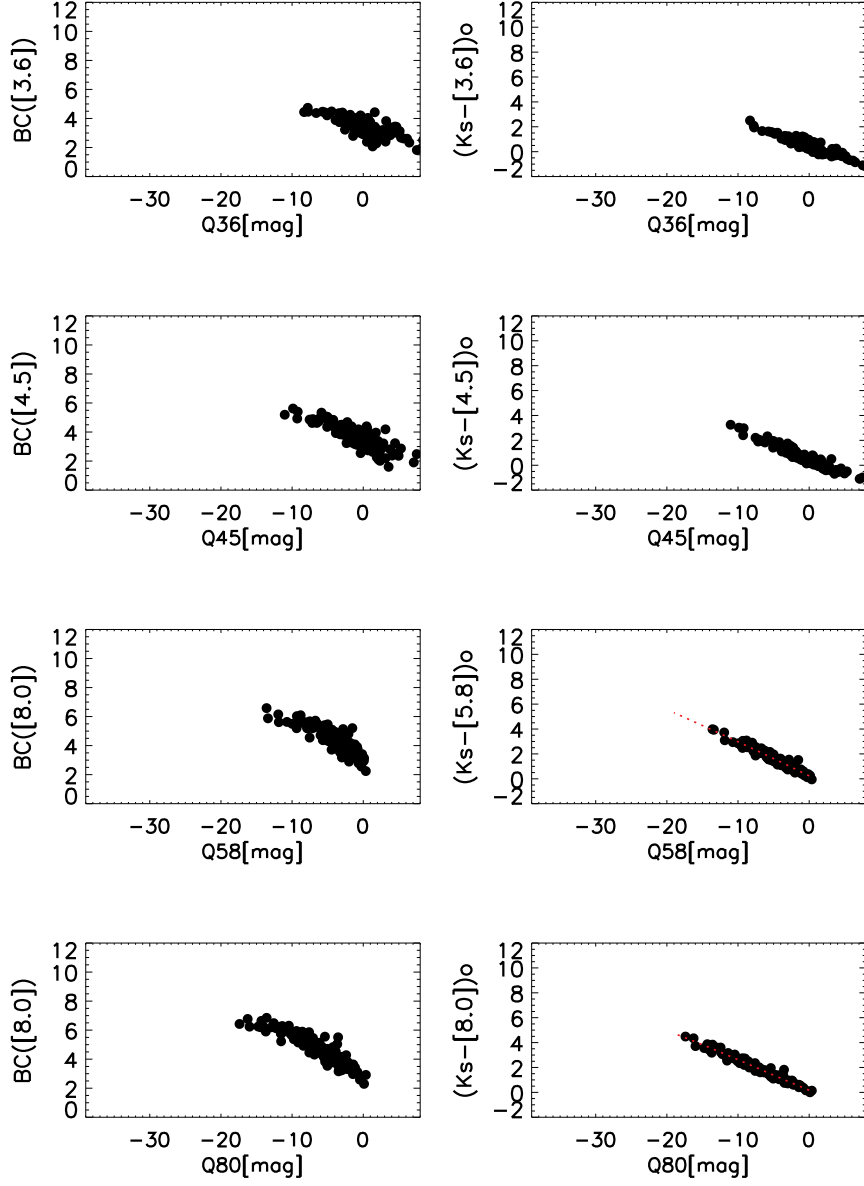 BC([3.6])
12
10
8
6
4
2
0
−30 −20 −10 0
Q36[mag]
(Ks−[3.6])o
12
10
8
6
4
2
0
−2
−30 −20 −10 0
Q36[mag]
BC([4.5])
12
10
8
6
4
2
0
−30 −20 −10 0
Q45[mag]
(Ks−[4.5])o
12
10
8
6
4
2
0
−2
−30 −20 −10 0
Q45[mag]
BC([8.0])
12
10
8
6
4
2
0
−30 −20 −10 0
Q58[mag]
(Ks−[5.8])o
12
10
8
6
4
2
0
−2
−30 −20 −10 0
Q58[mag]
BC([8.0])
12
10
8
6
4
2
0
−30 −20 −10 0
Q80[mag]
(Ks−[8.0])o
12
10
8
6
4
2
0
−2
−30 −20 −10 0
Q80[mag]